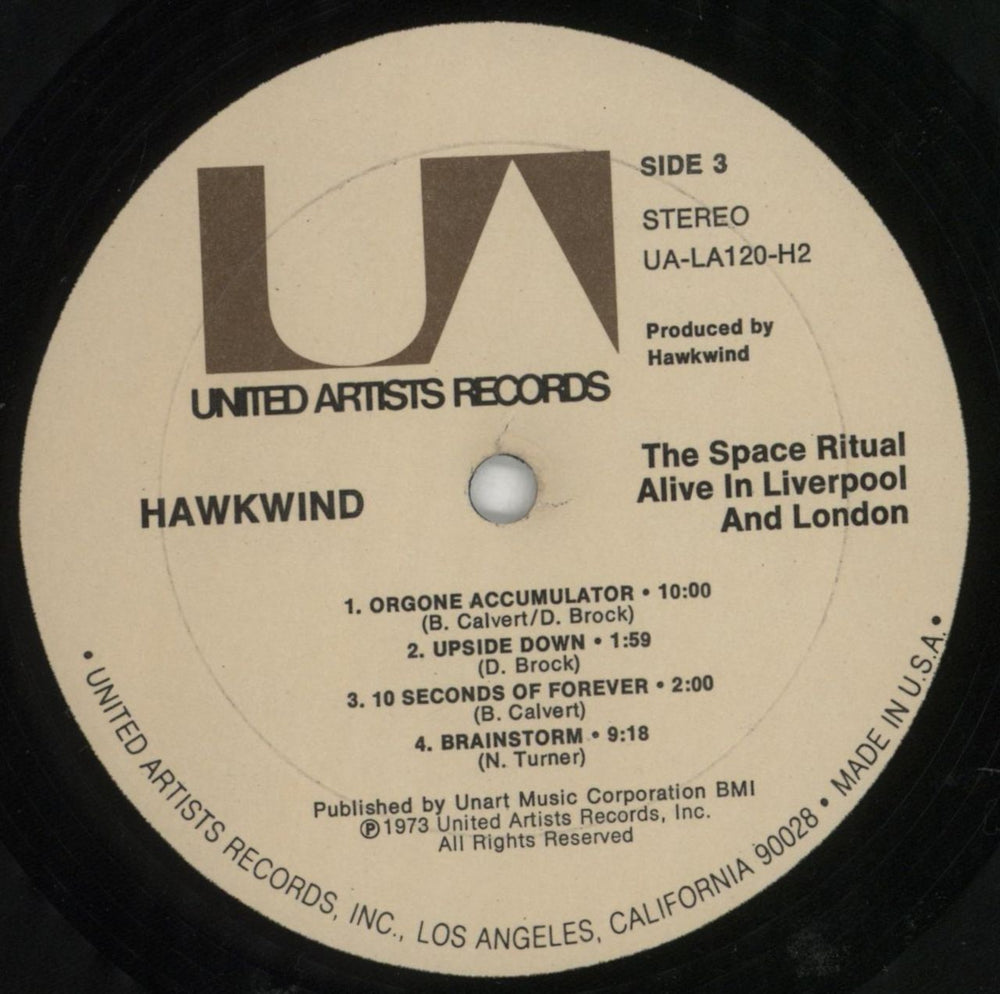 UA
UNITED ARTISTS RECORDS
SIDE 3
STEREO
UA-LA120-H2
Produced by
Hawkwind
HAWKWIND
The Space Ritual
Alive In Liverpool
And London
1. ORGONE ACCUMULATOR • 10:00
(B. Calvert/D. Brock)
2. UPSIDE DOWN • 1:59
(D. Brock)
3. 10 SECONDS OF FOREVER • 2:00
(B. Calvert)
4. BRAINSTORM • 9:18
(N. Turner)
Published by Unart Music Corporation BMI
℗1973 United Artists Records, Inc.
All Rights Reserved
• UNITED ARTISTS RECORDS, INC., LOS ANGELES, CALIFORNIA 90028 • MADE IN U.S.A. •